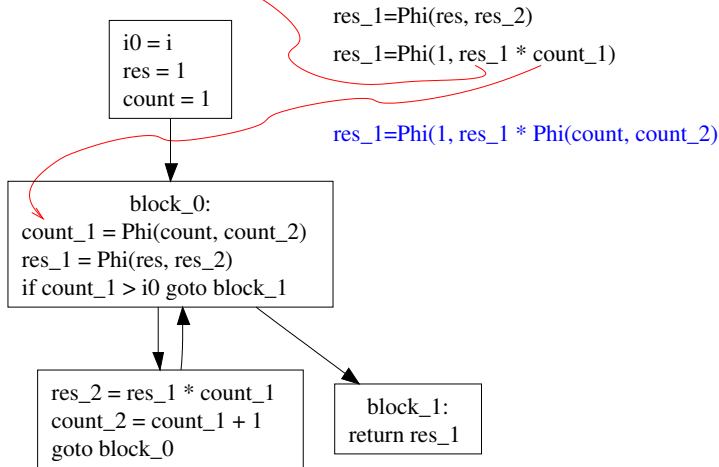 i0 = i
res = 1
count = 1
res_1=Phi(res, res_2)
res_1=Phi(1, res_1 * count_1)
res_1=Phi(1, res_1 * Phi(count, count_2)
block_0:
count_1 = Phi(count, count_2)
res_1 = Phi(res, res_2)
if count_1 > i0 goto block_1
res_2 = res_1 * count_1
count_2 = count_1 + 1
goto block_0
block_1:
return res_1